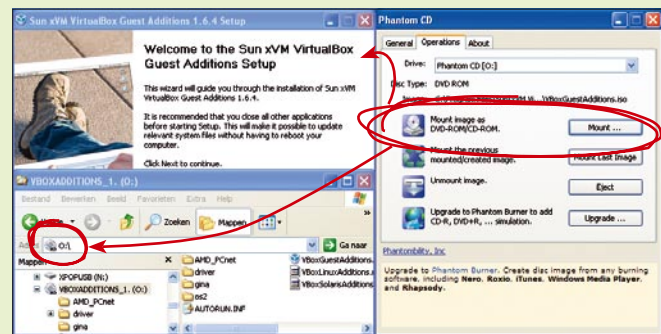 Sun xVM VirtualBox Guest Additions 1.6.4 Setup
Welcome to the Sun xVM VirtualBox
Guest Additions Setup
This wizard will guide you through the installation of Sun xVM
VirtualBox Guest Additions 1.6.4.
It is recommended that you close all other applications
before starting Setup. This will make it possible to update
relevant system files without having to reboot your
computer.
Click Next to continue.
VBOXADDITIONS_1. (O:)
Bestand Bewerken Beeld Favorieten Extra Help
Zoeken Mappen
O:\
Ga naar
Mappen
XPOPUSB (N:)
VBOXADDITIONS_1. (O:)
AMD_PCnet
driver
gina
AMD_PCnet
driver
gina
os2
AUTORUN.INF
VBoxGuestAdditions
VBoxLinuxAdditions.
VBoxSolarisAdditions
Phantom CD
General Operations About
Drive: Phantom CD [O:]
Disc Type: DVD ROM
VBoxGuestAdditions.iso
Mount image as
DVD-ROM/CD-ROM.
Mount ...
Mount the previous
mounted/created image.
Mount Last Image
Unmount image.
Eject
Upgrade to Phantom Burner to add
CD-R, DVD+R, ... simulation.
Upgrade ...
Phantombility, Inc
Upgrade to Phantom Burner. Create disc image from any burning
software, including Nero, Roxio, iTunes, Windows Media Player,
and Rhapsody.